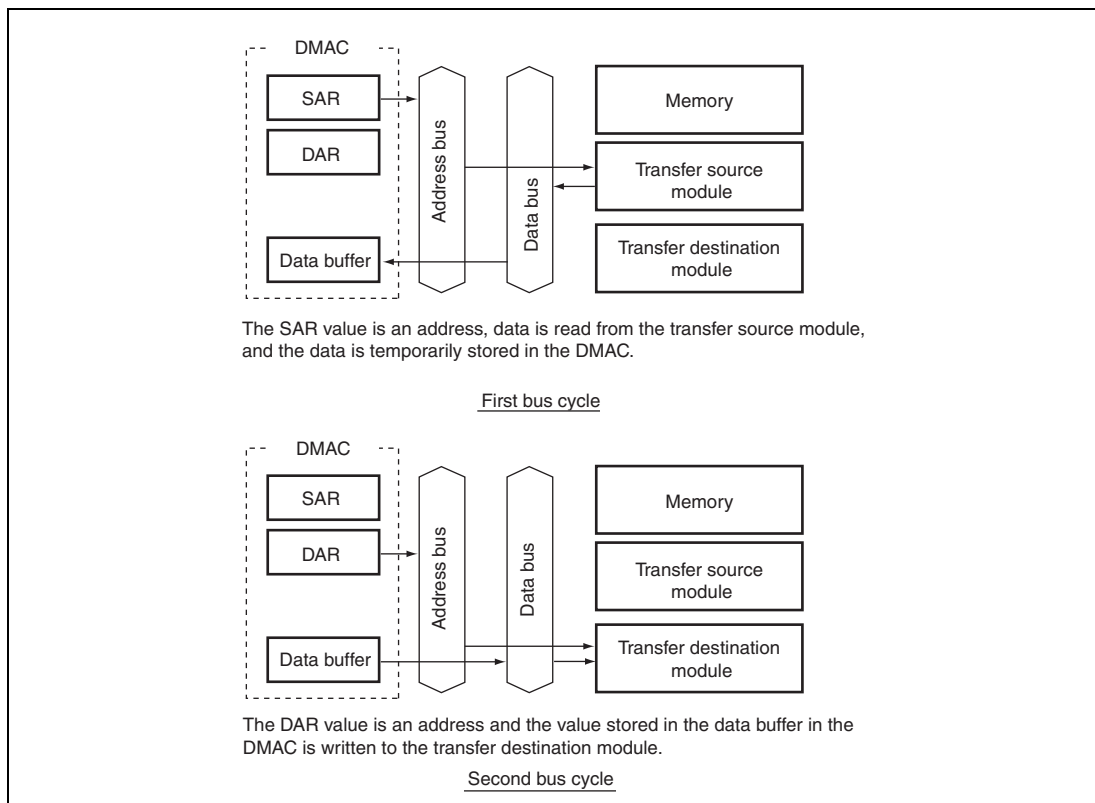 DMAC
SAR
DAR
Data buffer
Address bus
Data bus
Memory
Transfer source
module
Transfer destination
module
The SAR value is an address, data is read from the transfer source module,
and the data is temporarily stored in the DMAC.
First bus cycle
DMAC
SAR
DAR
Data buffer
Address bus
Data bus
Memory
Transfer source
module
Transfer destination
module
The DAR value is an address and the value stored in the data buffer in the
DMAC is written to the transfer destination module.
Second bus cycle